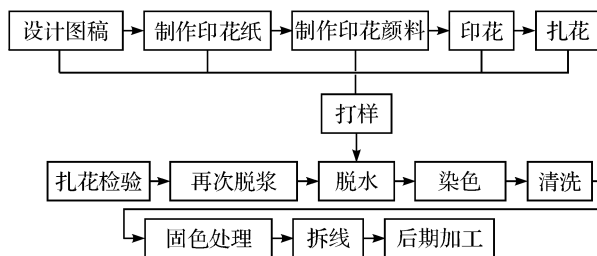 设计图稿 制作印花纸 制作印花颜料 印花 扎花
打样
扎花检验 再次脱浆 脱水 染色 清洗
固色处理 拆线 后期加工